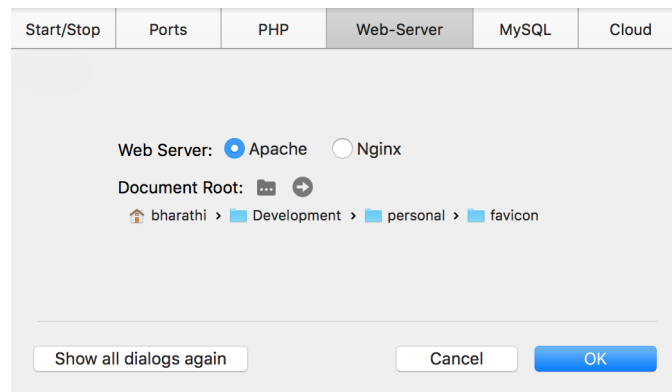 Start/Stop Ports PHP Web-Server MySQL Cloud
Web Server: Apache Nginx
Document Root:
bharathi › Development › personal › favicon
Show all dialogs again Cancel OK